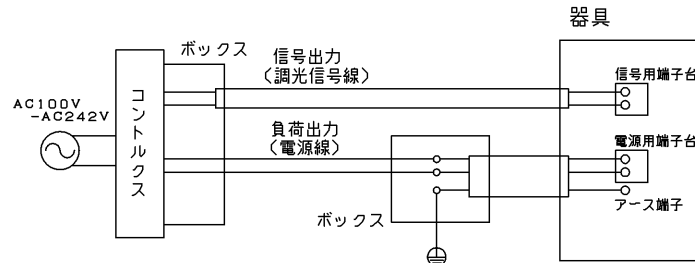 器具
ボックス
信号出力
(調光信号線)
信号用端子台
AC100V
-AC242V
コントルクス
負荷出力
(電源線)
電源用端子台
アース端子
ボックス